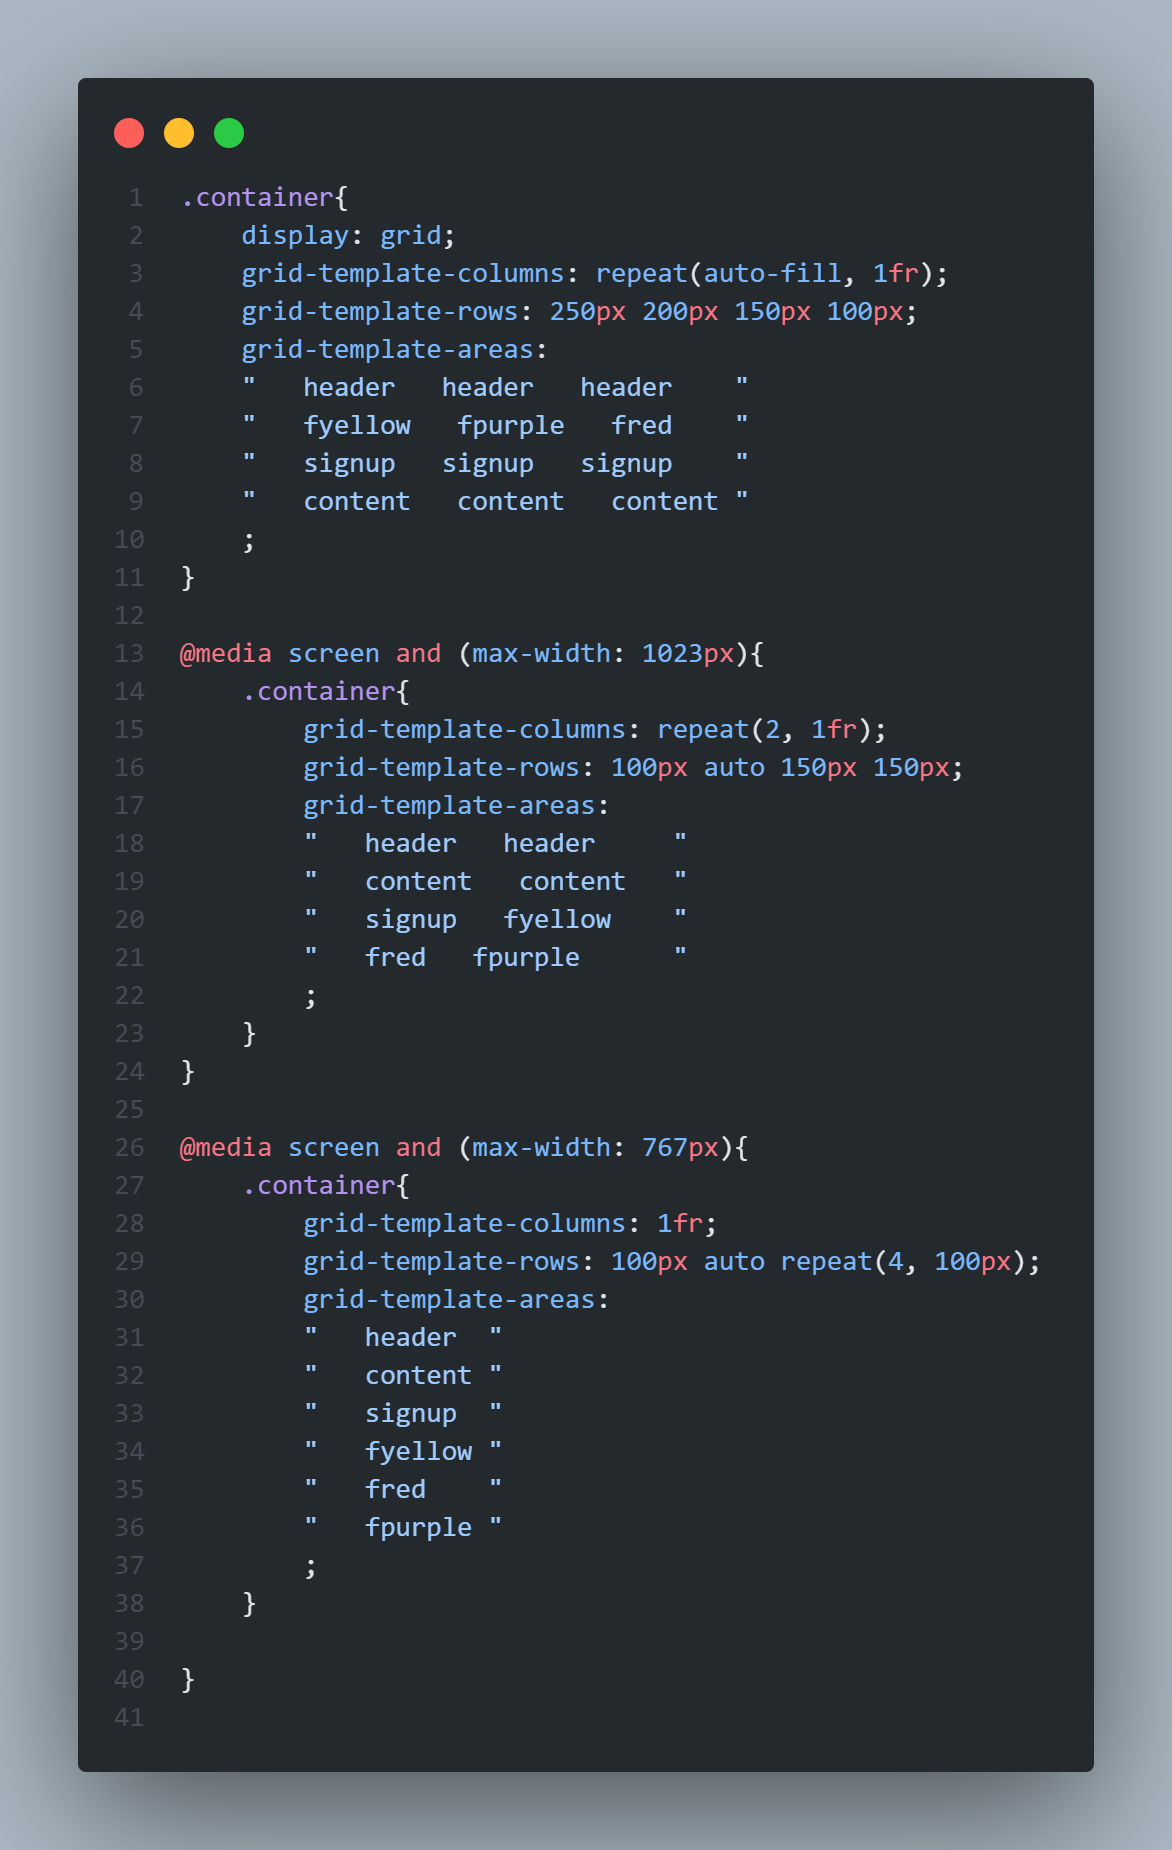 1 .container{
2     display: grid;
3     grid-template-columns: repeat(auto-fill, 1fr);
4     grid-template-rows: 250px 200px 150px 100px;
5     grid-template-areas:
6     "   header   header   header    "
7     "   fyellow   fpurple   fred    "
8     "   signup   signup   signup    "
9     "   content   content   content "
10     ;
11 }
12
13 @media screen and (max-width: 1023px){
14     .container{
15         grid-template-columns: repeat(2, 1fr);
16         grid-template-rows: 100px auto 150px 150px;
17         grid-template-areas:
18         "   header   header     "
19         "   content   content   "
20         "   signup   fyellow    "
21         "   fred   fpurple      "
22         ;
23     }
24 }
25
26 @media screen and (max-width: 767px){
27     .container{
28         grid-template-columns: 1fr;
29         grid-template-rows: 100px auto repeat(4, 100px);
30         grid-template-areas:
31         "   header  "
32         "   content "
33         "   signup  "
34         "   fyellow "
35         "   fred    "
36         "   fpurple "
37         ;
38     }
39
40 }
41